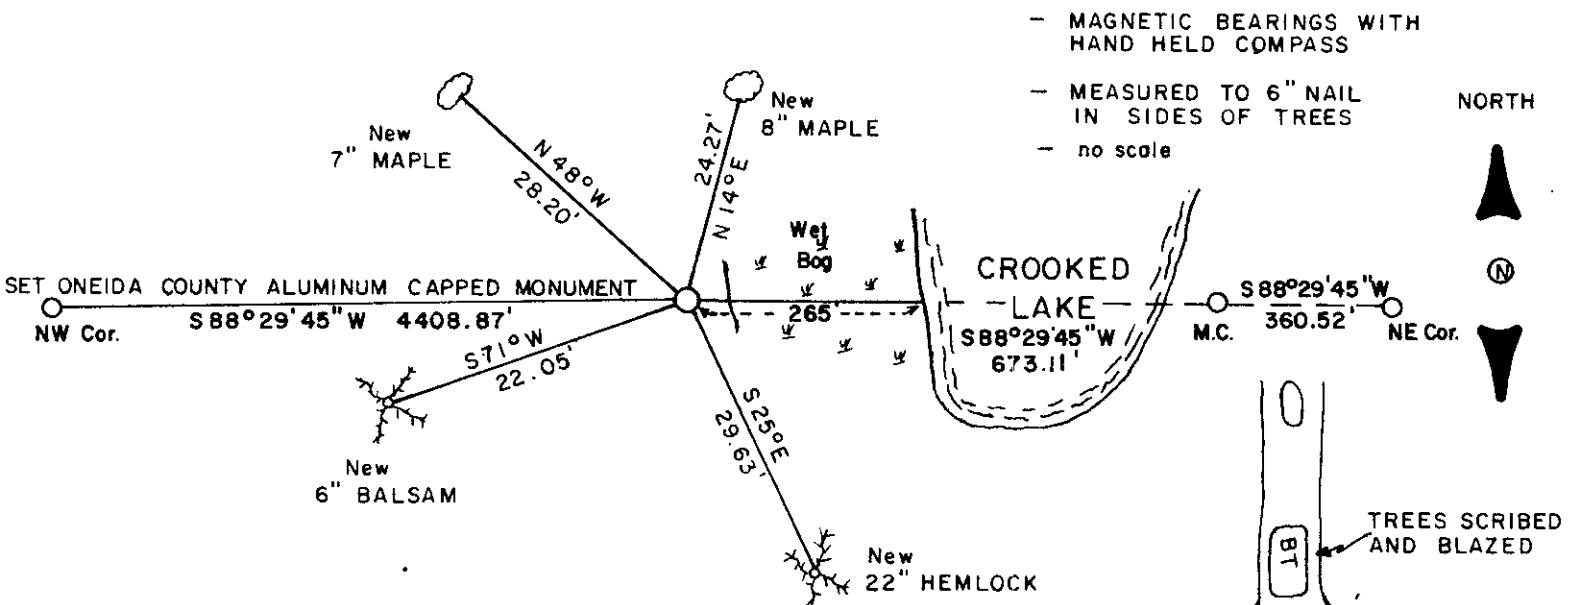 - MAGNETIC BEARINGS WITH
HAND HELD COMPASS
- MEASURED TO 6" NAIL
IN SIDES OF TREES
- no scale
NORTH
N
New
7" MAPLE
New
8" MAPLE
N 48° W
28.20'
24.27'
N 14° E
Wet
Bog
SET ONEIDA COUNTY ALUMINUM CAPPED MONUMENT
NW Cor.
S 88° 29' 45" W 4408.87'
265'
CROOKED
LAKE
S 88° 29' 45" W
673.11'
M.C.
S 88° 29' 45" W
360.52'
NE Cor.
S 71° W
22.05'
New
6" BALSAM
S 25° E
29.63'
New
22" HEMLOCK
BT
TREES SCRIBED
AND BLAZED